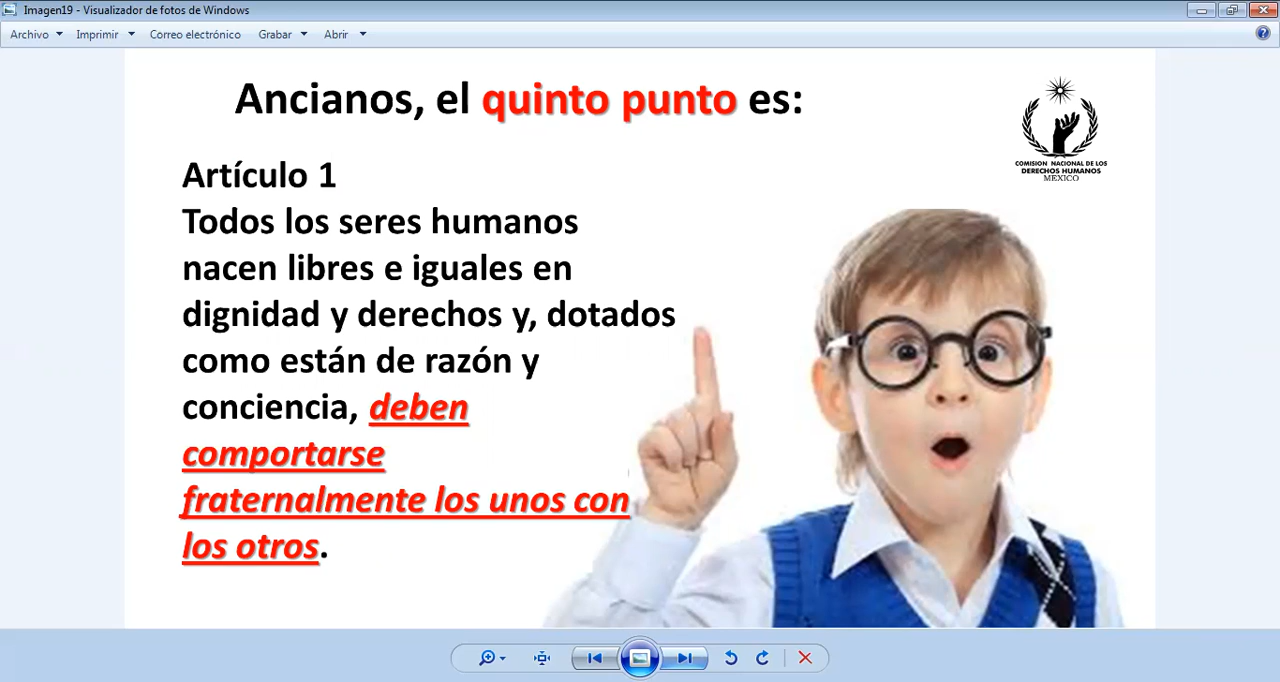 Imagen19 - Visualizador de fotos de Windows
Archivo Imprimir Correo electrónico Grabar Abrir
Ancianos, el quinto punto es:
COMISION NACIONAL DE LOS
DERECHOS HUMANOS
MEXICO
Artículo 1
Todos los seres humanos
nacen libres e iguales en
dignidad y derechos y, dotados
como están de razón y
conciencia, deben
comportarse
fraternalmente los unos con
los otros.